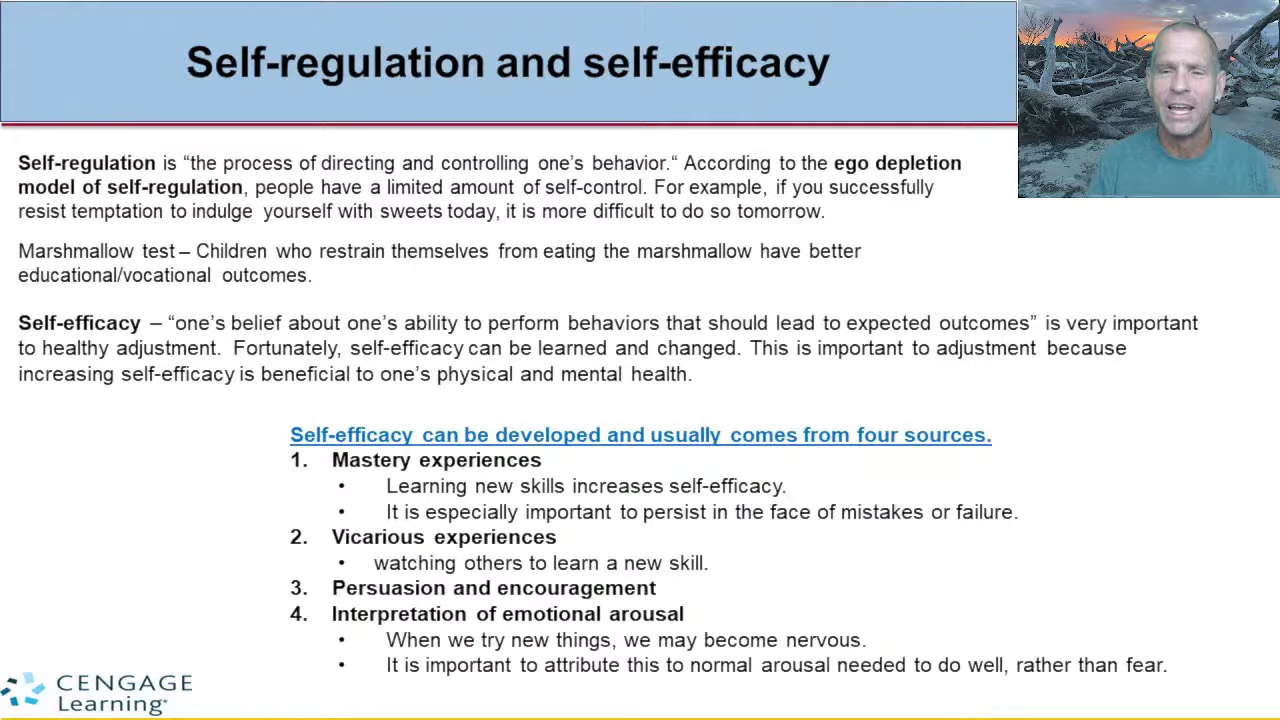 Self-regulation and self-efficacy
Self-regulation is “the process of directing and controlling one’s behavior.“ According to the ego depletion
model of self-regulation, people have a limited amount of self-control. For example, if you successfully
resist temptation to indulge yourself with sweets today, it is more difficult to do so tomorrow.
Marshmallow test – Children who restrain themselves from eating the marshmallow have better
educational/vocational outcomes.
Self-efficacy – “one’s belief about one’s ability to perform behaviors that should lead to expected outcomes” is very important
to healthy adjustment. Fortunately, self-efficacy can be learned and changed. This is important to adjustment because
increasing self-efficacy is beneficial to one’s physical and mental health.
Self-efficacy can be developed and usually comes from four sources.
1. Mastery experiences
• Learning new skills increases self-efficacy.
• It is especially important to persist in the face of mistakes or failure.
2. Vicarious experiences
• watching others to learn a new skill.
3. Persuasion and encouragement
4. Interpretation of emotional arousal
• When we try new things, we may become nervous.
• It is important to attribute this to normal arousal needed to do well, rather than fear.
CENGAGE
Learning